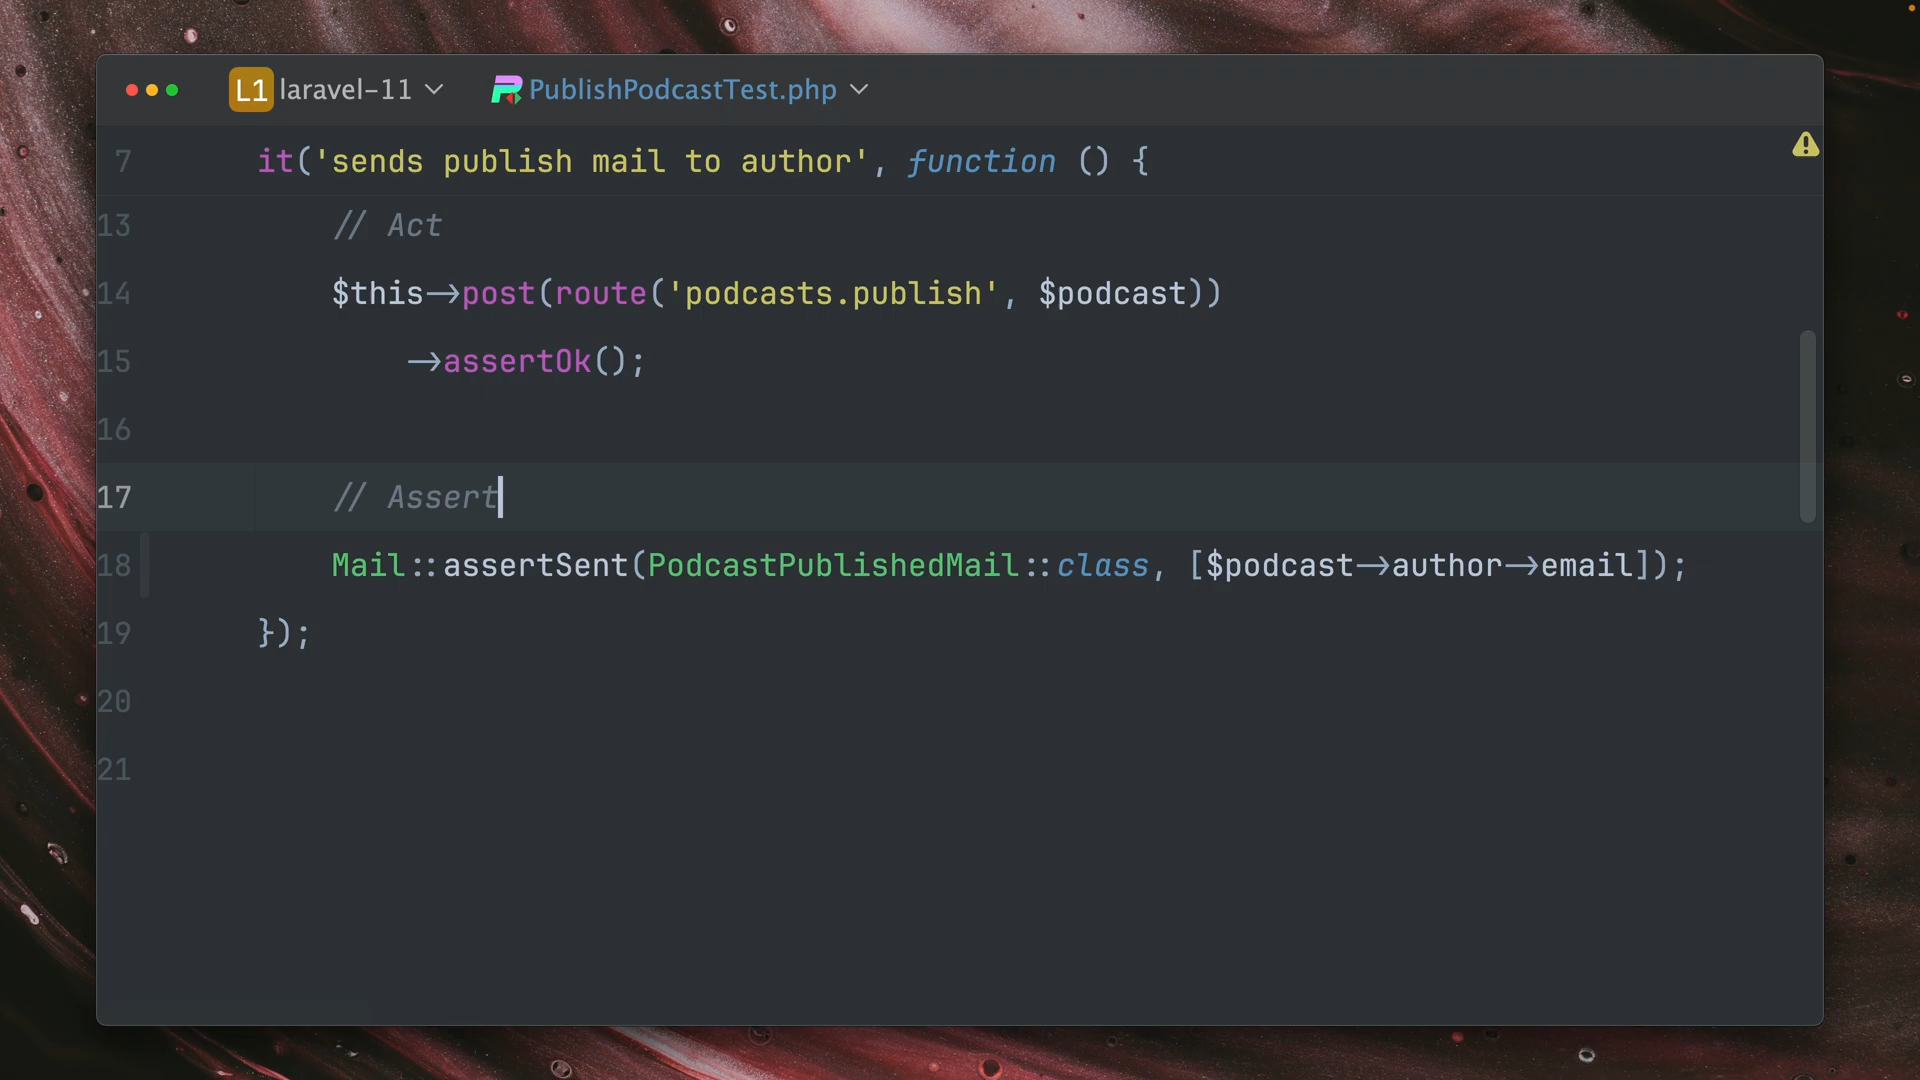 L1 laravel-11 PublishPodcastTest.php
7 it('sends publish mail to author', function () {
13 // Act
14 $this->post(route('podcasts.publish', $podcast))
15 ->assertOk();
16
17 // Assert
18 Mail::assertSent(PodcastPublishedMail::class, [$podcast->author->email]);
19 });
20
21